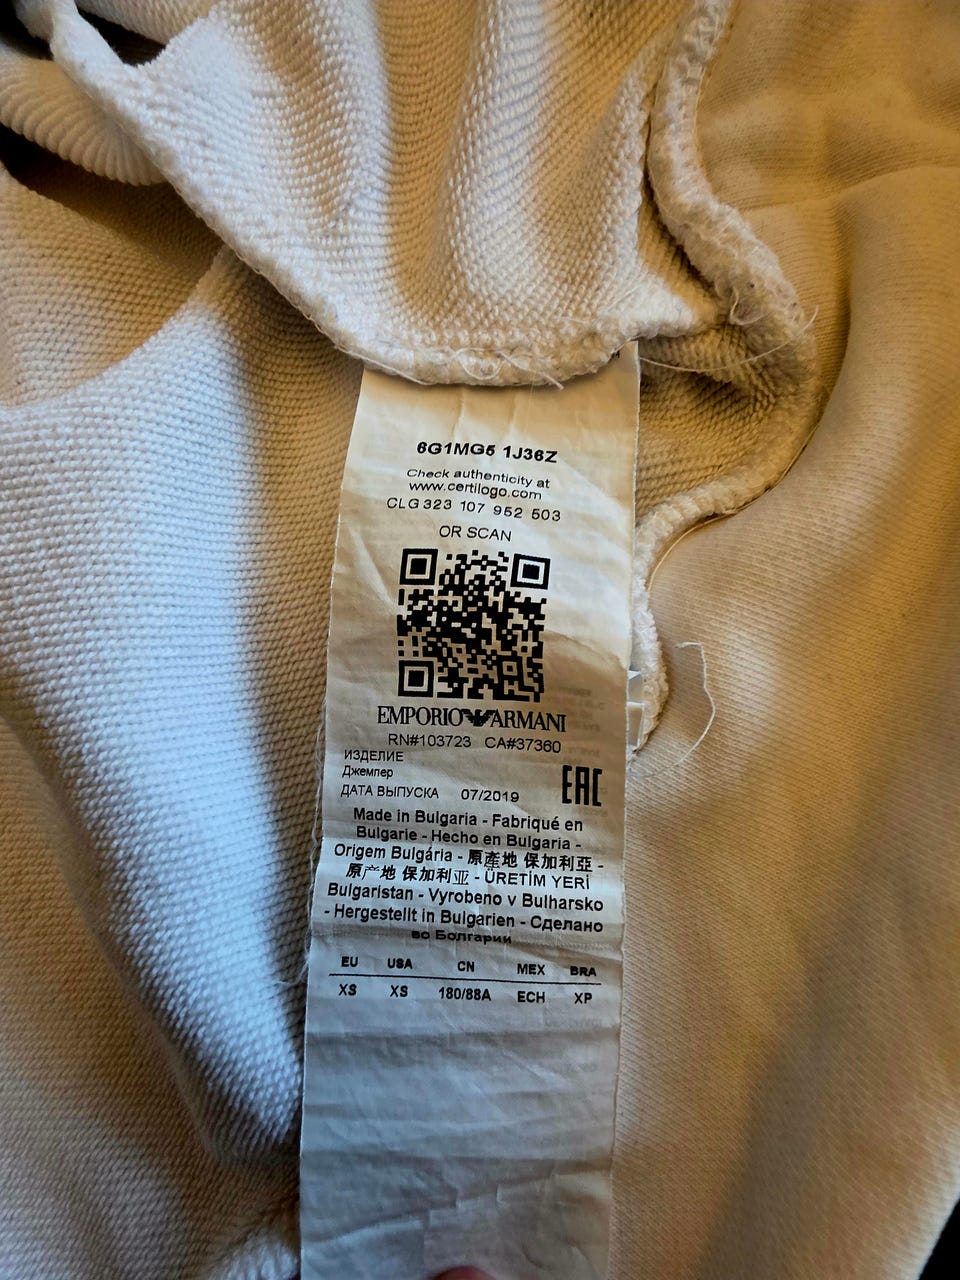 6G1MG5 1J36Z
Check authenticity at
www.certilogo.com
CLG 323 107 952 503
OR SCAN
EMPORIO ARMANI
RN#103723 CA#37360
ИЗДЕЛИЕ
Джемпер
EAC
ДАТА ВЫПУСКА 07/2019
Made in Bulgaria - Fabriqué en
Bulgarie - Hecho en Bulgaria -
Origem Bulgária - 原產地 保加利亞 -
原产地 保加利亚 - ÜRETİM YERİ
Bulgaristan - Vyrobeno v Bulharsko
- Hergestellt in Bulgarien - Сделано
во Болгарии
EU USA CN MEX BRA
XS XS 180/88A ECH XP